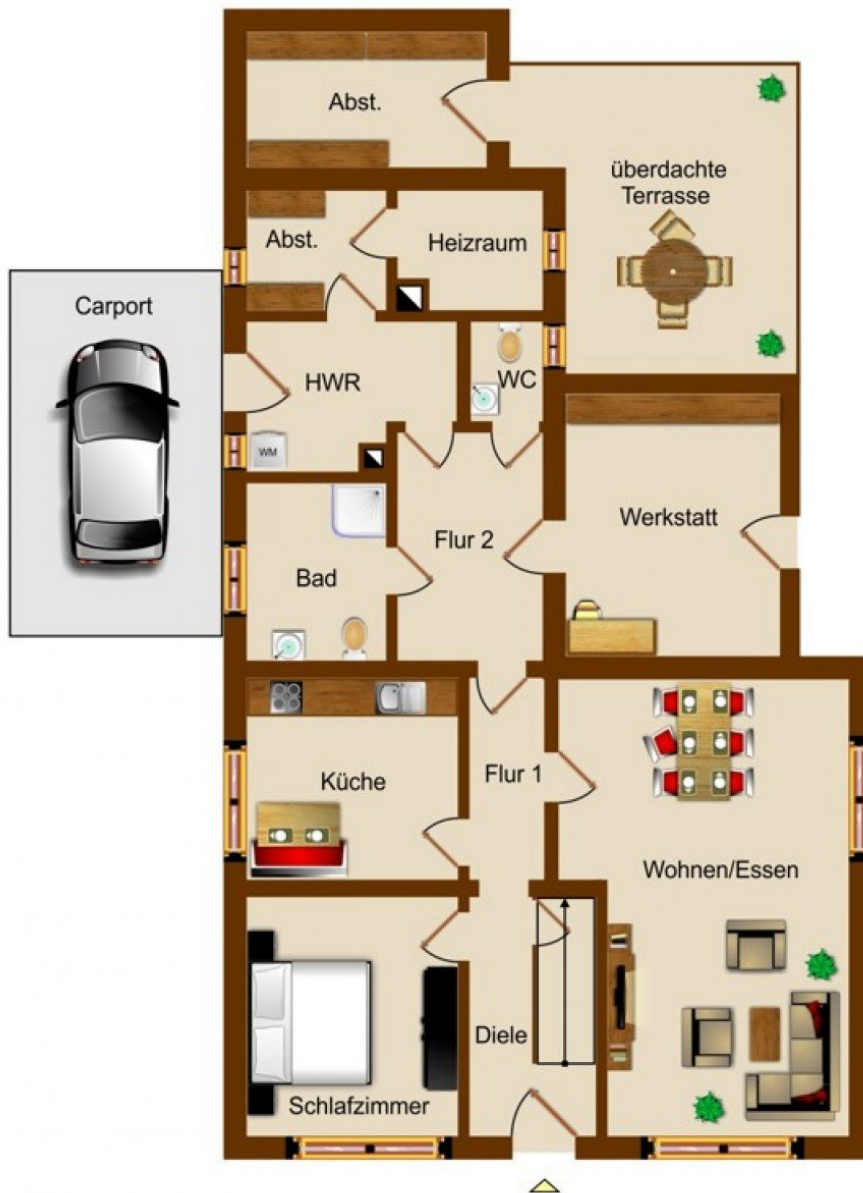 Abst.
überdachte
Terrasse
Abst.
Heizraum
Carport
HWR
WC
WM
Werkstatt
Flur 2
Bad
Küche
Flur 1
Wohnen/Essen
Diele
Schlafzimmer